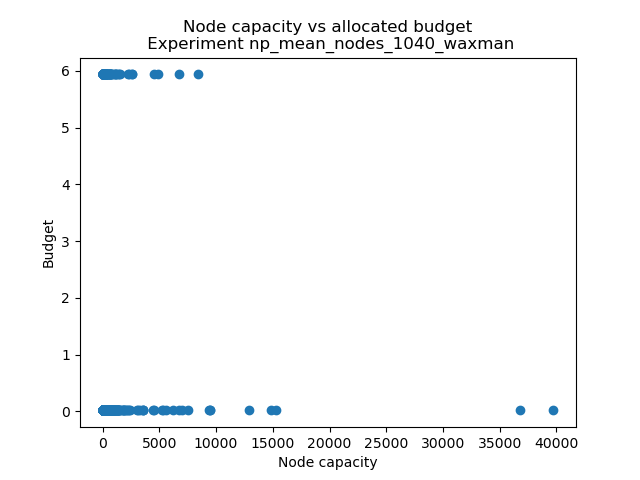 Node capacity vs allocated budget
Experiment np_mean_nodes_1040_waxman
6
5
4
3
2
1
0
Budget
0 5000 10000 15000 20000 25000 30000 35000 40000
Node capacity